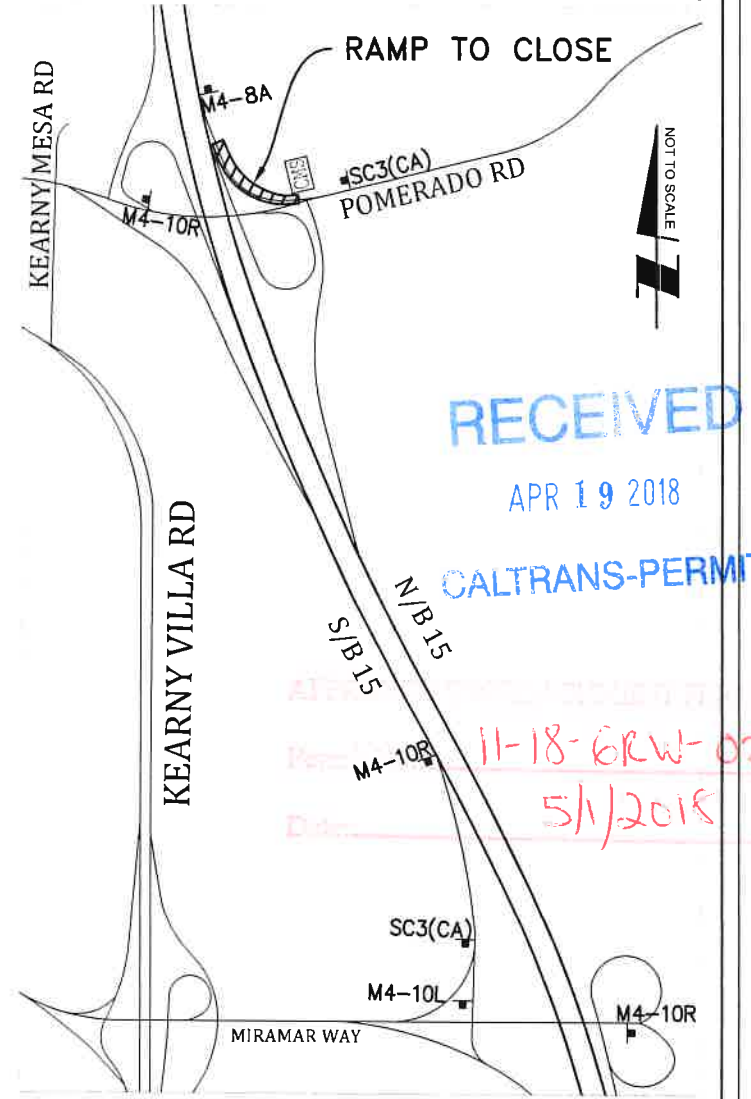 RAMP TO CLOSE
KEARNY MESA RD
M4-8A
SC3(CA)
CMS
POMERADO RD
M4-10R
NOT TO SCALE
RECEIVED
APR 19 2018
CALTRANS-PERMIT
KEARNY VILLA RD
N/B 15
S/B 15
M4-10R
11-18-6RW-
5/1/2018
SC3(CA)
M4-10L
M4-10R
MIRAMAR WAY